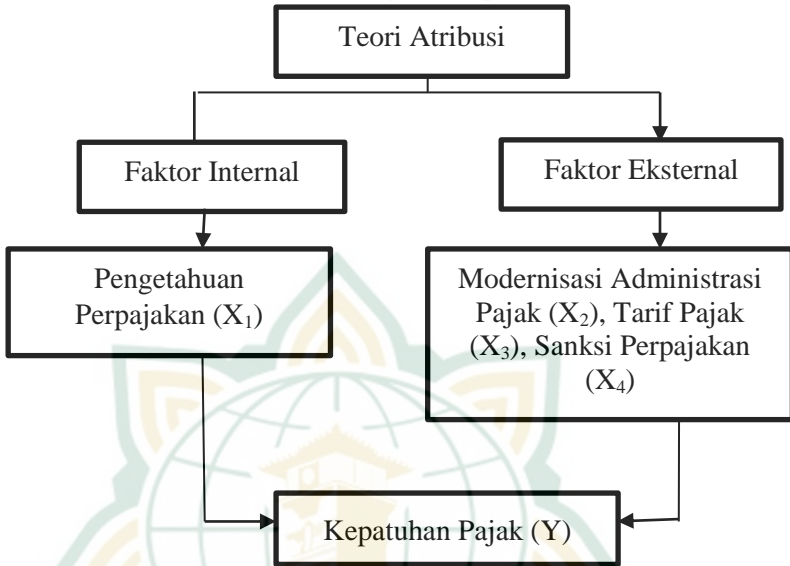 Teori Atribusi
Faktor Internal
Faktor Eksternal
Pengetahuan
Perpajakan (X₁)
Modernisasi Administrasi
Pajak (X₂), Tarif Pajak
(X₃), Sanksi Perpajakan
(X₄)
Kepatuhan Pajak (Y)